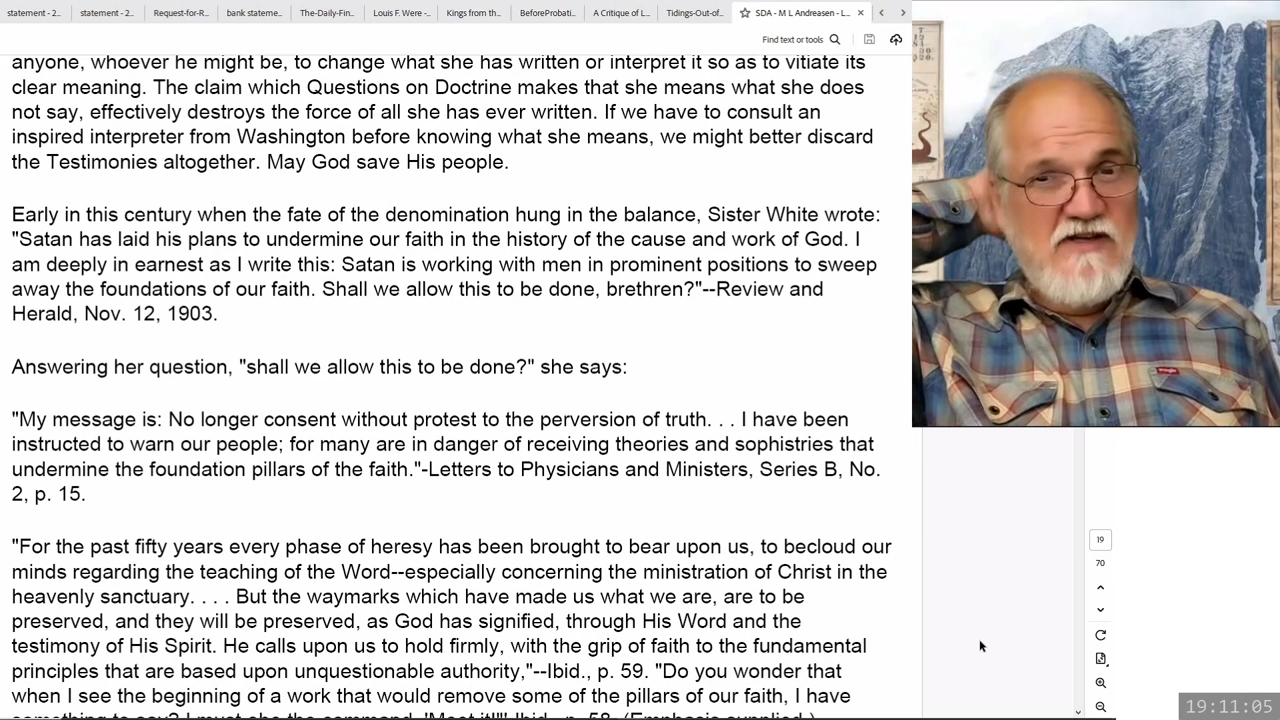 statement - 2...
statement - 2...
Request-for-R...
bank stateme...
The-Daily-Fin...
Louis F. Were -...
Kings from th...
BeforeProbati...
A Critique of L...
Tidings-Out-of...
SDA - M L Andreasen - L...
Find text or tools
anyone, whoever he might be, to change what she has written or interpret it so as to vitiate its
clear meaning. The claim which Questions on Doctrine makes that she means what she does
not say, effectively destroys the force of all she has ever written. If we have to consult an
inspired interpreter from Washington before knowing what she means, we might better discard
the Testimonies altogether. May God save His people.
Early in this century when the fate of the denomination hung in the balance, Sister White wrote:
"Satan has laid his plans to undermine our faith in the history of the cause and work of God. I
am deeply in earnest as I write this: Satan is working with men in prominent positions to sweep
away the foundations of our faith. Shall we allow this to be done, brethren?"--Review and
Herald, Nov. 12, 1903.
Answering her question, "shall we allow this to be done?" she says:
"My message is: No longer consent without protest to the perversion of truth. . . I have been
instructed to warn our people; for many are in danger of receiving theories and sophistries that
undermine the foundation pillars of the faith."-Letters to Physicians and Ministers, Series B, No.
2, p. 15.
"For the past fifty years every phase of heresy has been brought to bear upon us, to becloud our
minds regarding the teaching of the Word--especially concerning the ministration of Christ in the
heavenly sanctuary. . . . But the waymarks which have made us what we are, are to be
preserved, and they will be preserved, as God has signified, through His Word and the
testimony of His Spirit. He calls upon us to hold firmly, with the grip of faith to the fundamental
principles that are based upon unquestionable authority,"--Ibid., p. 59. "Do you wonder that
when I see the beginning of a work that would remove some of the pillars of our faith, I have
19
70
19:11:05